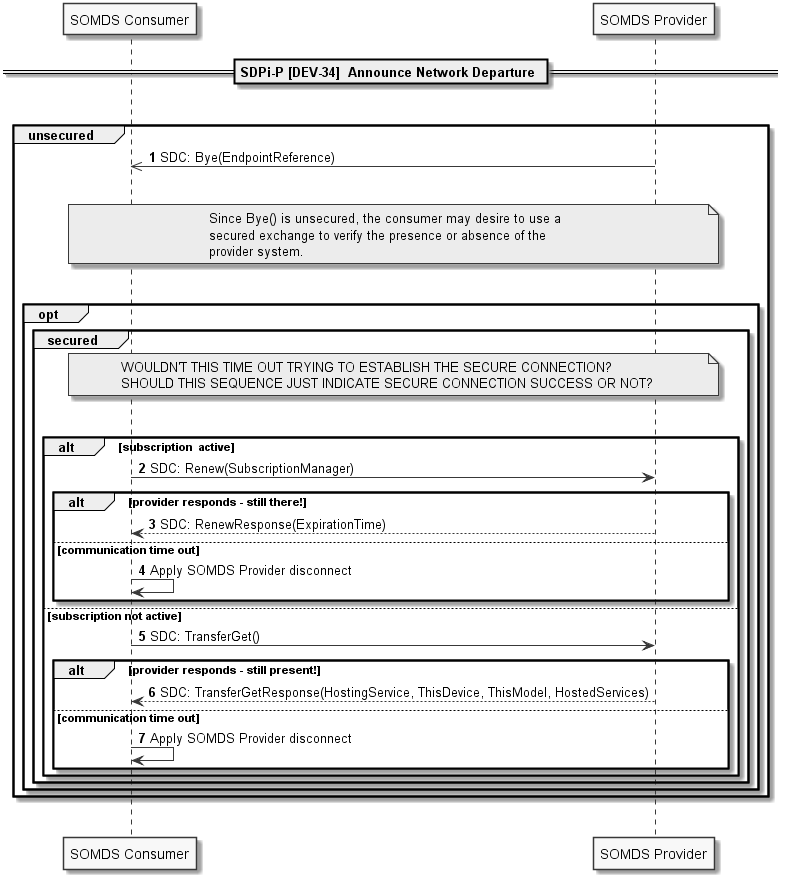 SOMDS Consumer
SOMDS Provider
SDPi-P [DEV-34]  Announce Network Departure
unsecured
1 SDC: Bye(EndpointReference)
Since Bye() is unsecured, the consumer may desire to use a
secured exchange to verify the presence or absence of the
provider system.
opt
secured
WOULDN'T THIS TIME OUT TRYING TO ESTABLISH THE SECURE CONNECTION?
SHOULD THIS SEQUENCE JUST INDICATE SECURE CONNECTION SUCCESS OR NOT?
alt [subscription  active]
2 SDC: Renew(SubscriptionManager)
alt [provider responds - still there!]
3 SDC: RenewResponse(ExpirationTime)
[communication time out]
4 Apply SOMDS Provider disconnect
[subscription not active]
5 SDC: TransferGet()
alt [provider responds - still present!]
6 SDC: TransferGetResponse(HostingService, ThisDevice, ThisModel, HostedServices)
[communication time out]
7 Apply SOMDS Provider disconnect
SOMDS Consumer
SOMDS Provider